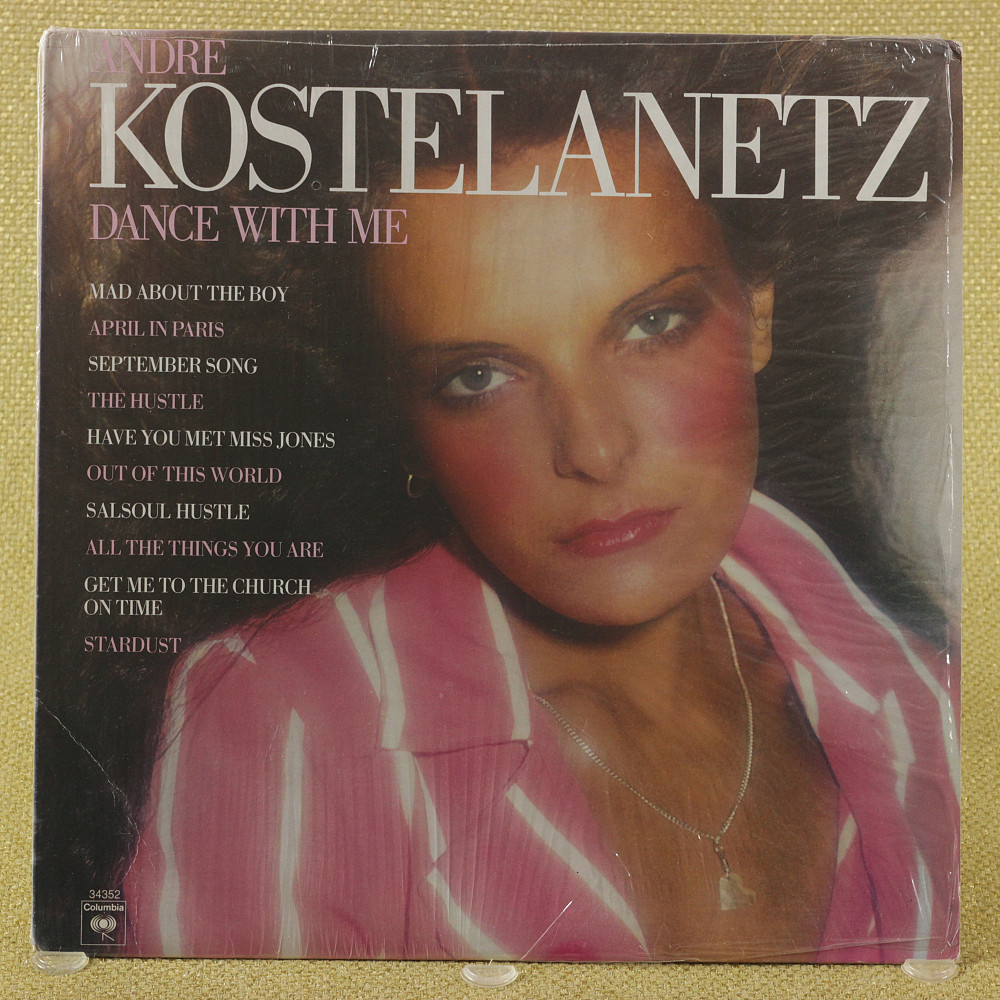 ANDRE
KOSTELANETZ
DANCE WITH ME
MAD ABOUT THE BOY
APRIL IN PARIS
SEPTEMBER SONG
THE HUSTLE
HAVE YOU MET MISS JONES
OUT OF THIS WORLD
SALSOUL HUSTLE
ALL THE THINGS YOU ARE
GET ME TO THE CHURCH
ON TIME
STARDUST
34352
Columbia